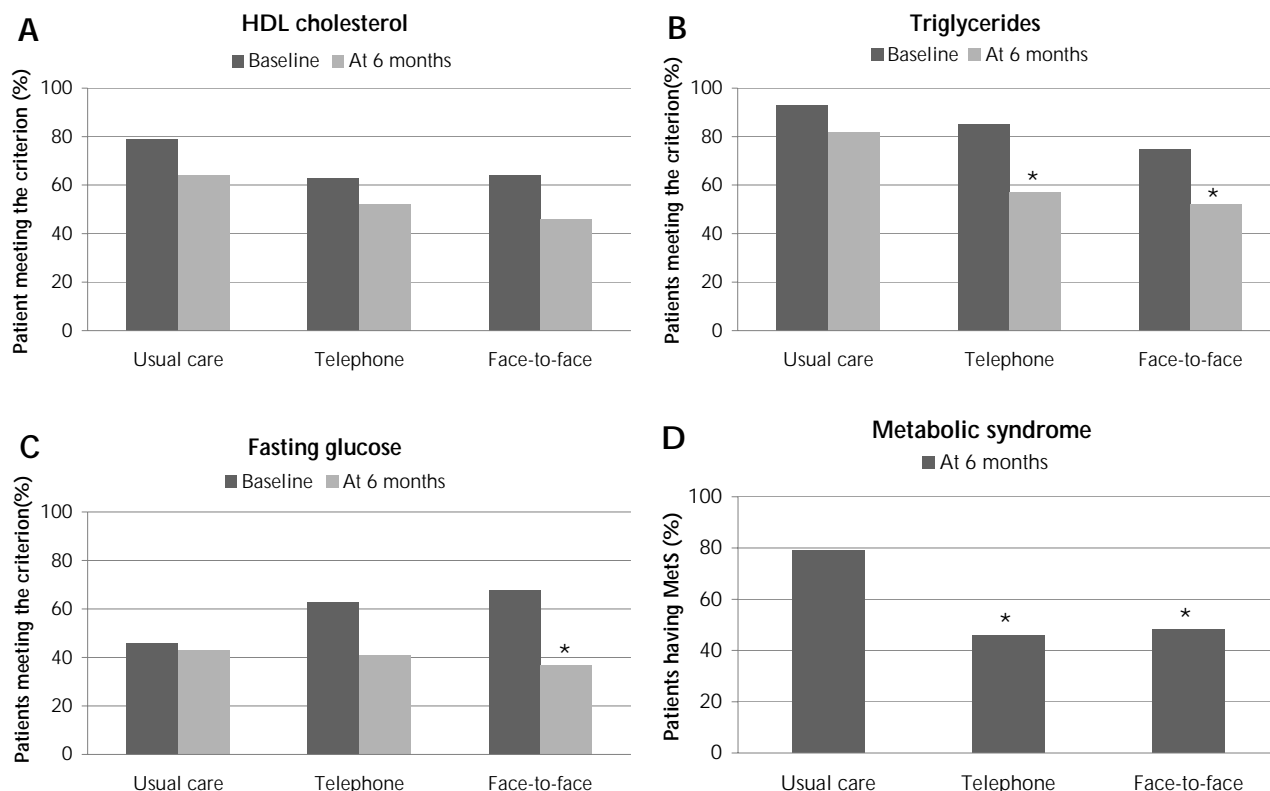 A
HDL cholesterol
Baseline At 6 months
Patient meeting the criterion (%)
100
80
60
40
20
0
Usual care Telephone Face-to-face
B
Triglycerides
Baseline At 6 months
Patients meeting the criterion(%)
100
80
60
40
20
0
*
*
Usual care Telephone Face-to-face
C
Fasting glucose
Baseline At 6 months
Patients meeting the criterion(%)
100
80
60
40
20
0
*
Usual care Telephone Face-to-face
D
Metabolic syndrome
At 6 months
Patients having MetS (%)
100
80
60
40
20
0
*
*
Usual care Telephone Face-to-face